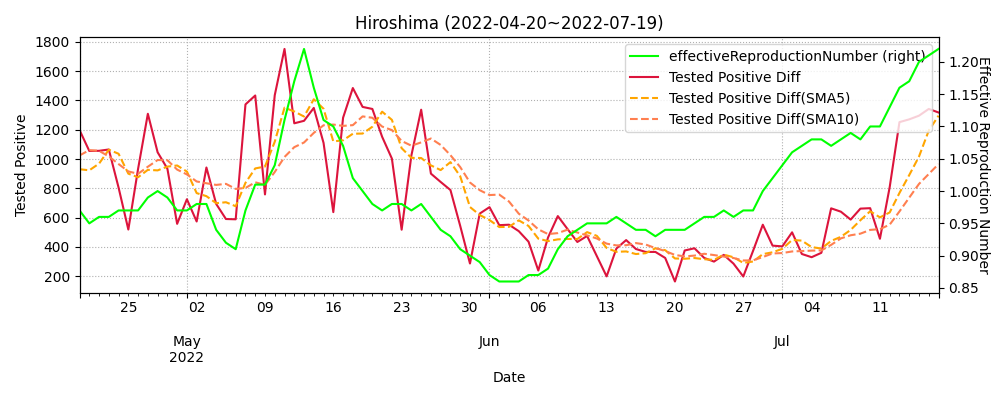 Hiroshima (2022-04-20~2022-07-19)
effectiveReproductionNumber (right)
Tested Positive Diff
Tested Positive Diff(SMA5)
Tested Positive Diff(SMA10)
Tested Positive
1800
1600
1400
1200
1000
800
600
400
200
1.20
1.15
1.10
1.05
1.00
0.95
0.90
0.85
Effective Reproduction Number
25 02 09 16 23 30 06 13 20 27 04 11
May Jun Jul
2022
Date